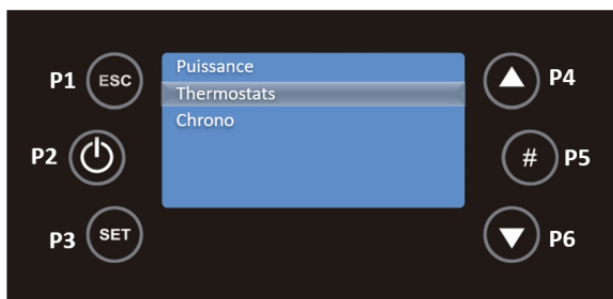 P1 ESC
P2
P3 SET
Puissance
Thermostats
Chrono
P4
# P5
P6